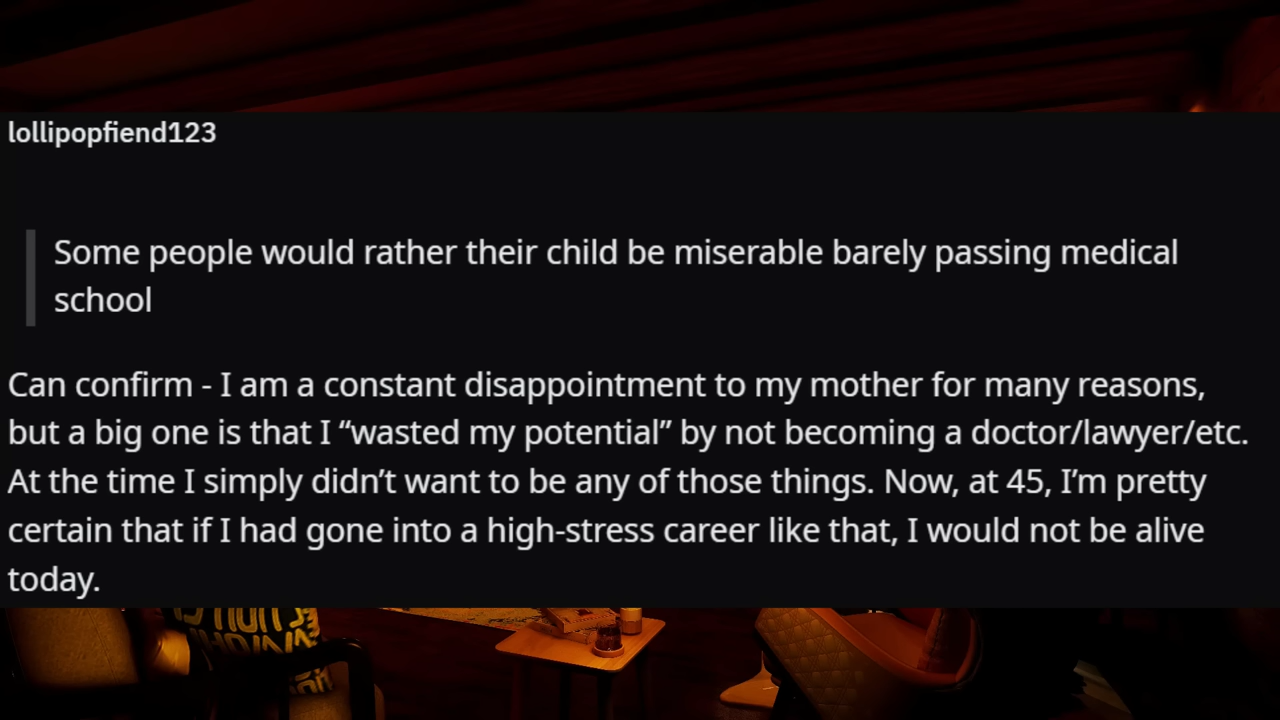 lollipopfiend123
Some people would rather their child be miserable barely passing medical
school
Can confirm - I am a constant disappointment to my mother for many reasons,
but a big one is that I “wasted my potential” by not becoming a doctor/lawyer/etc.
At the time I simply didn’t want to be any of those things. Now, at 45, I’m pretty
certain that if I had gone into a high-stress career like that, I would not be alive
today.